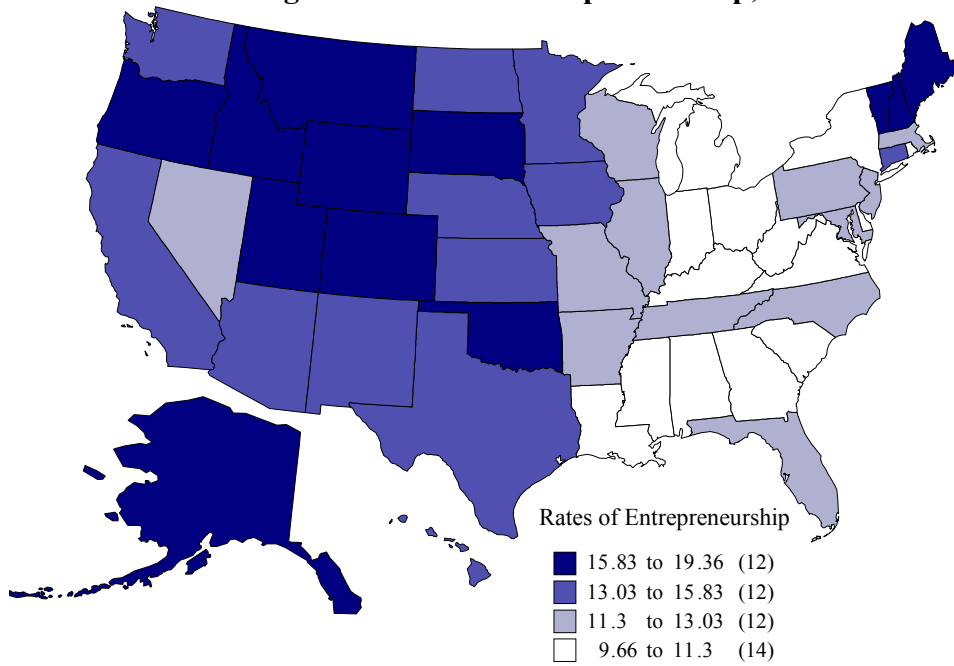 Rates of Entrepreneurship
15.83 to 19.36 (12)
13.03 to 15.83 (12)
11.3 to 13.03 (12)
9.66 to 11.3 (14)